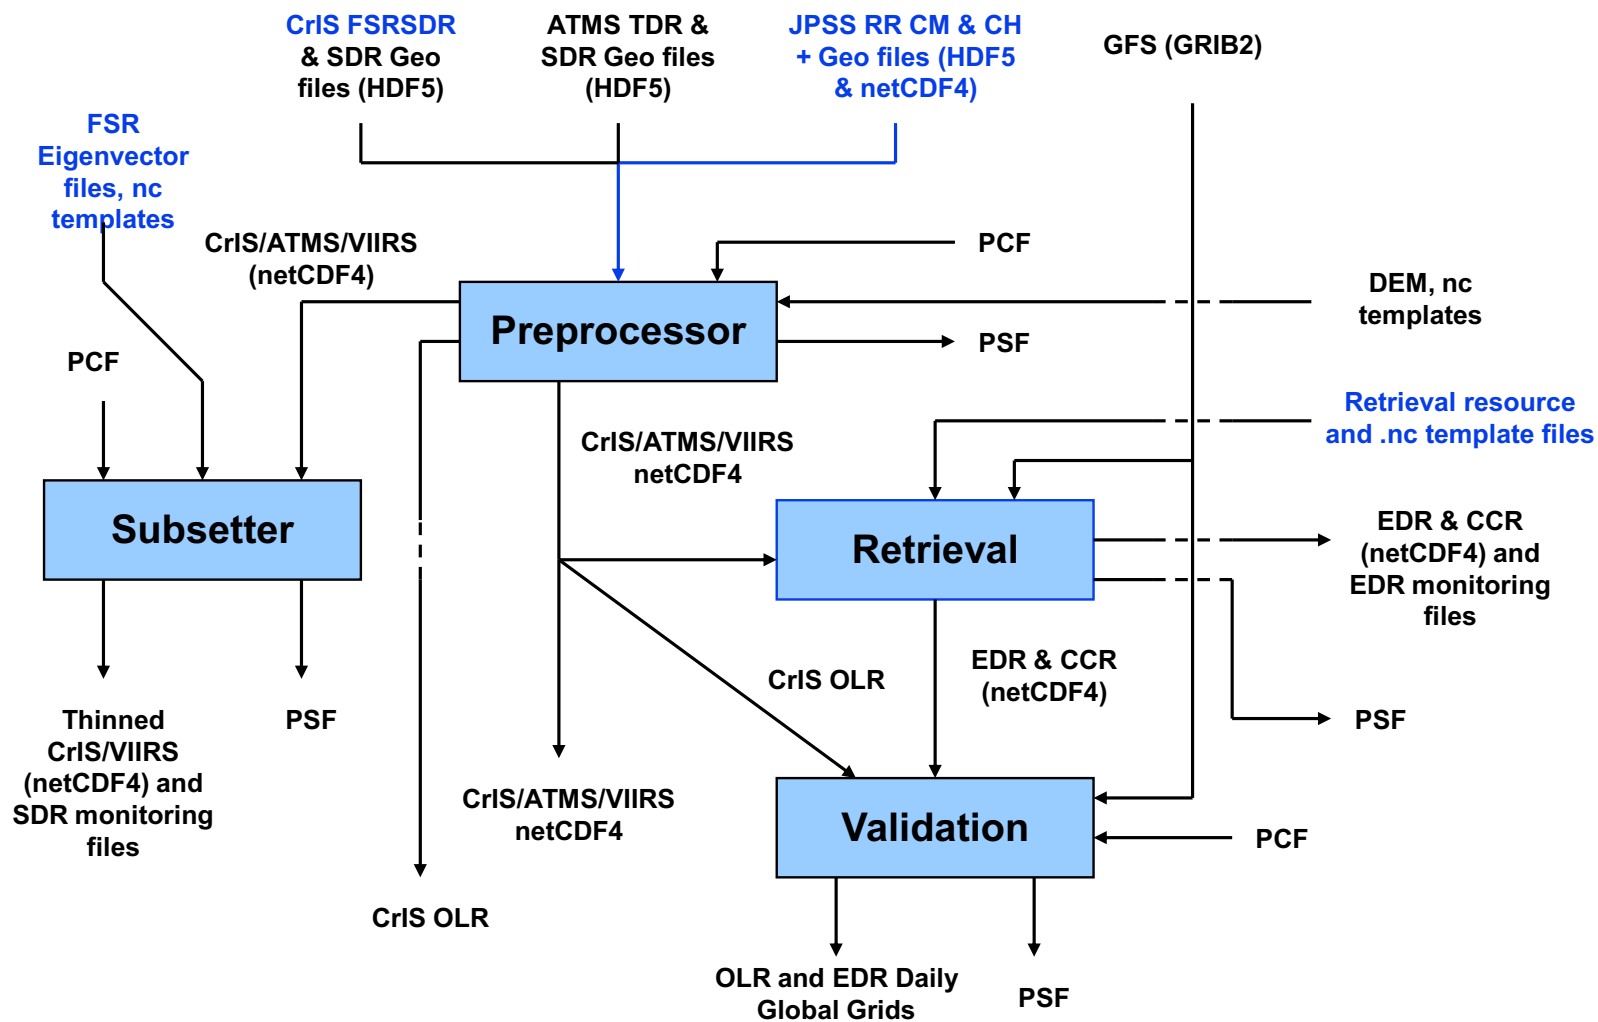 CrIS FSRSDR
& SDR Geo
files (HDF5)
ATMS TDR &
SDR Geo files
(HDF5)
JPSS RR CM & CH
+ Geo files (HDF5
& netCDF4)
GFS (GRIB2)
FSR
Eigenvector
files, nc
templates
CrIS/ATMS/VIIRS
(netCDF4)
PCF
DEM, nc
templates
Preprocessor
PSF
PCF
Retrieval resource
and .nc template files
CrIS/ATMS/VIIRS
netCDF4
Subsetter
Retrieval
EDR & CCR
(netCDF4) and
EDR monitoring
files
CrIS OLR
EDR & CCR
(netCDF4)
Thinned
CrIS/VIIRS
(netCDF4) and
SDR monitoring
files
PSF
PSF
CrIS/ATMS/VIIRS
netCDF4
Validation
PCF
CrIS OLR
OLR and EDR Daily
Global Grids
PSF